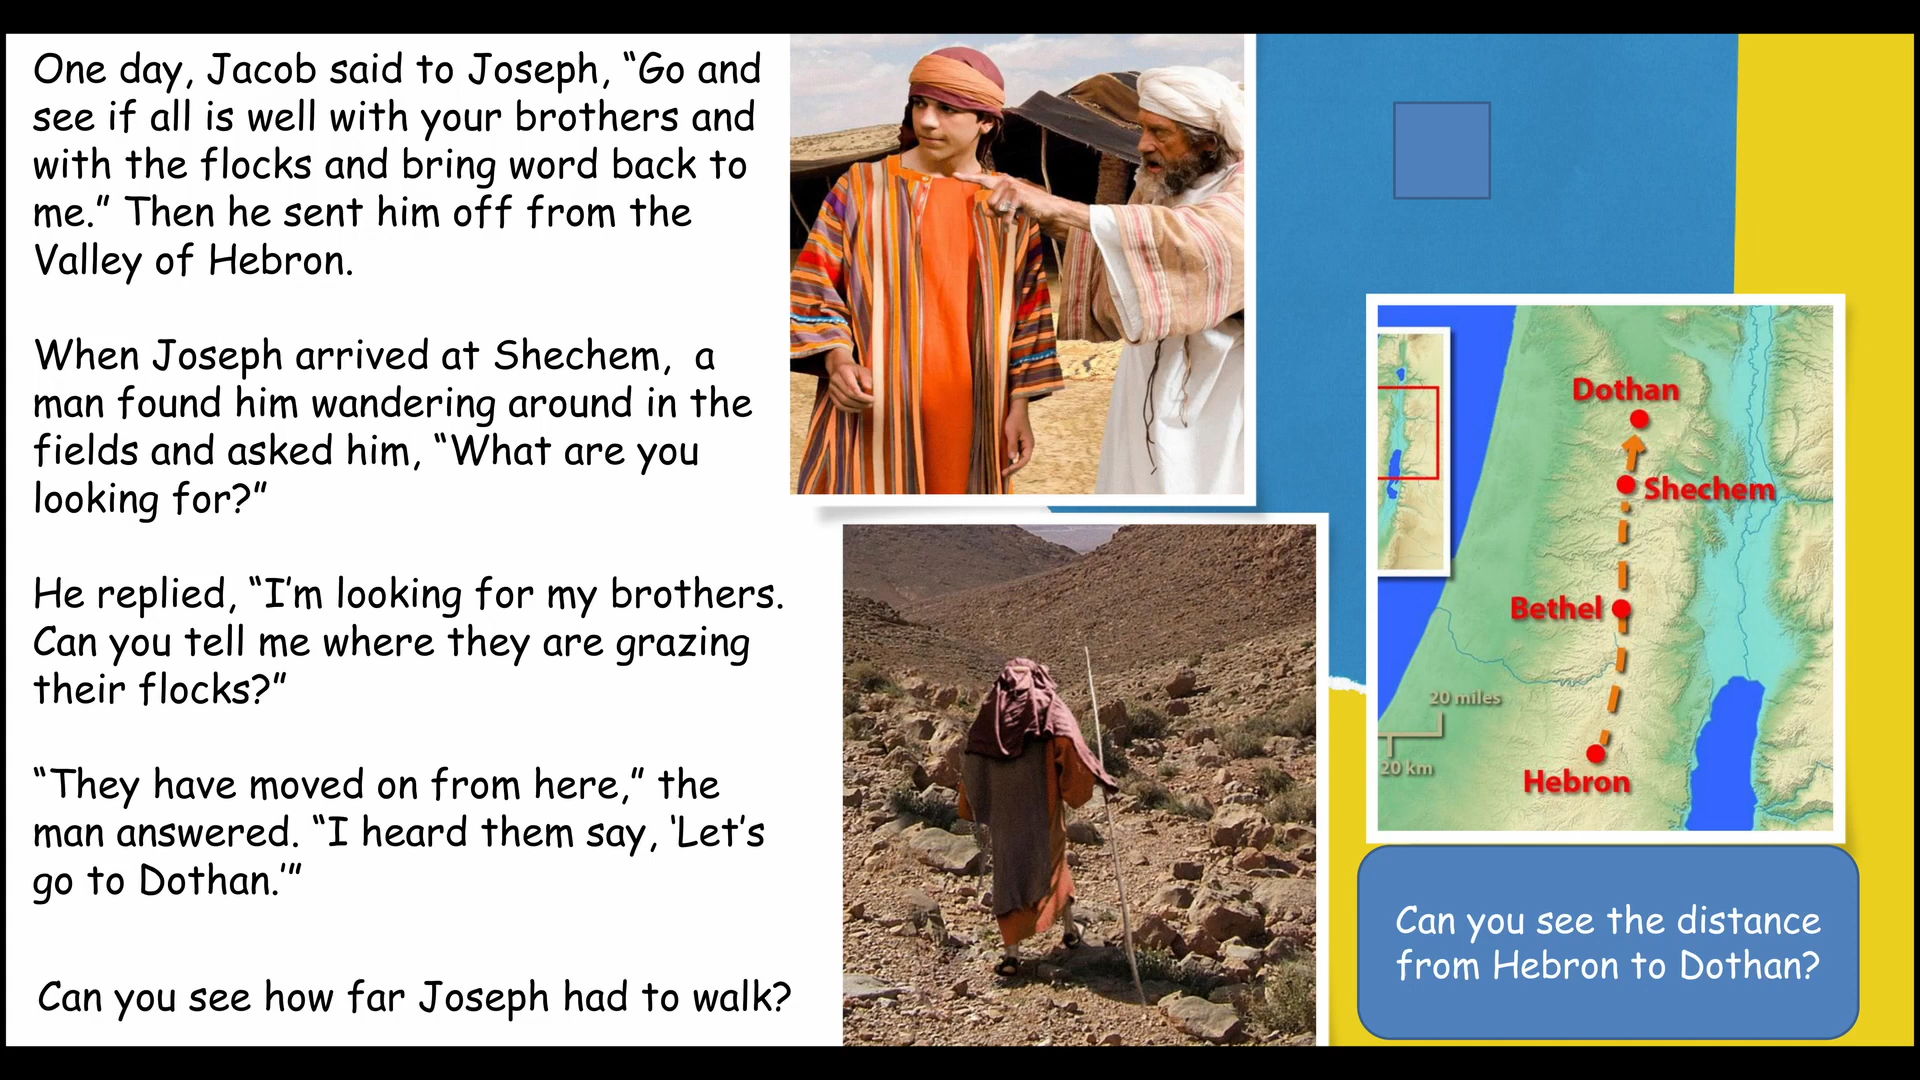 One day, Jacob said to Joseph, “Go and
see if all is well with your brothers and
with the flocks and bring word back to
me.” Then he sent him off from the
Valley of Hebron.
When Joseph arrived at Shechem,  a
man found him wandering around in the
fields and asked him, “What are you
looking for?”
He replied, “I’m looking for my brothers.
Can you tell me where they are grazing
their flocks?”
“They have moved on from here,” the
man answered. “I heard them say, ‘Let’s
go to Dothan.’”
Can you see how far Joseph had to walk?
Dothan
Shechem
Bethel
20 miles
20 km
Hebron
Can you see the distance
from Hebron to Dothan?